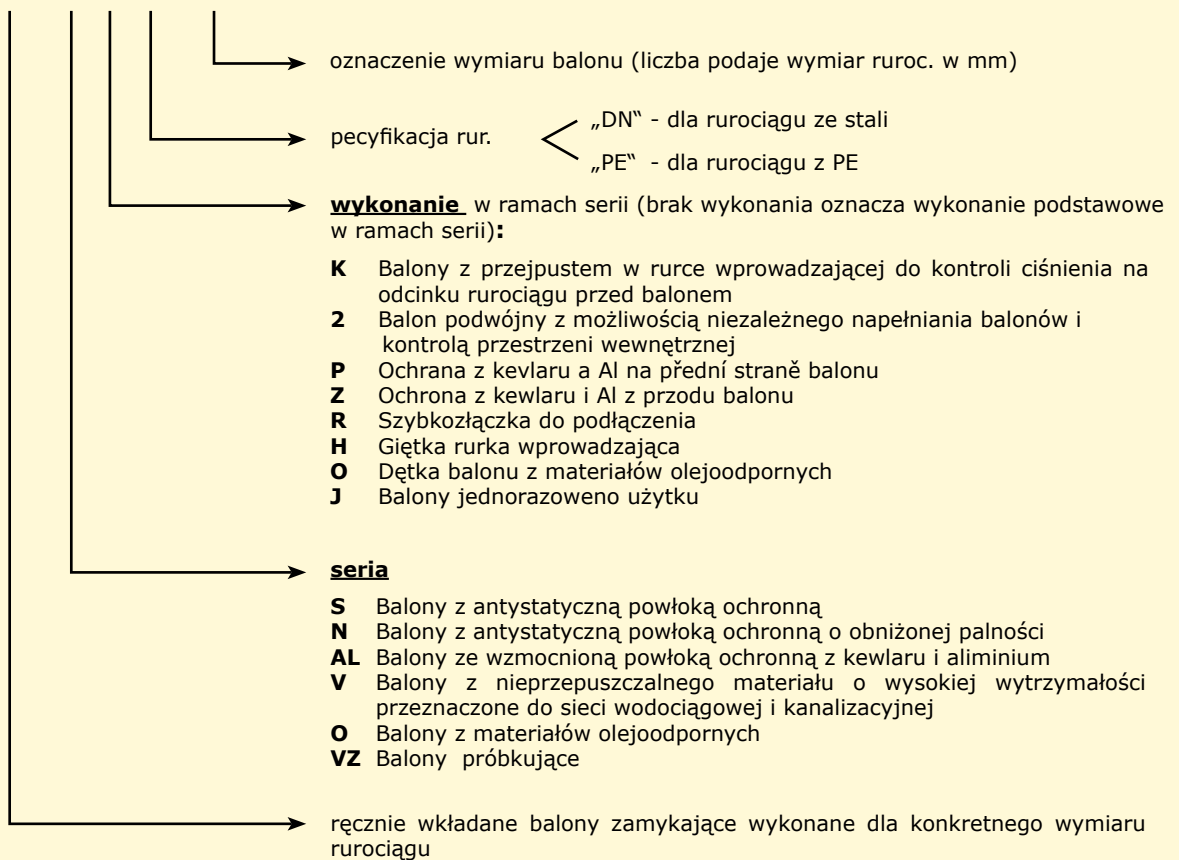 oznaczenie wymiaru balonu (liczba podaje wymiar ruroc. w mm)
pecyfikacja rur.
„DN“ - dla rurociągu ze stali
„PE“ - dla rurociągu z PE
wykonanie w ramach serii (brak wykonania oznacza wykonanie podstawowe
w ramach serii):
K Balony z przejpustem w rurce wprowadzającej do kontroli ciśnienia na
odcinku rurociągu przed balonem
2 Balon podwójny z możliwością niezależnego napełniania balonów i
kontrolą przestrzeni wewnętrznej
P Ochrana z kevlaru a Al na přední straně balonu
Z Ochrona z kewlaru i Al z przodu balonu
R Szybkozłączka do podłączenia
H Giętka rurka wprowadzająca
O Dętka balonu z materiałów olejoodpornych
J Balony jednorazoweno użytku
seria
S Balony z antystatyczną powłoką ochronną
N Balony z antystatyczną powłoką ochronną o obniżonej palności
AL Balony ze wzmocnioną powłoką ochronną z kewlaru i aliminium
V Balony z nieprzepuszczalnego materiału o wysokiej wytrzymałości
przeznaczone do sieci wodociągowej i kanalizacyjnej
O Balony z materiałów olejoodpornych
VZ Balony próbkujące
ręcznie wkładane balony zamykające wykonane dla konkretnego wymiaru
rurociągu